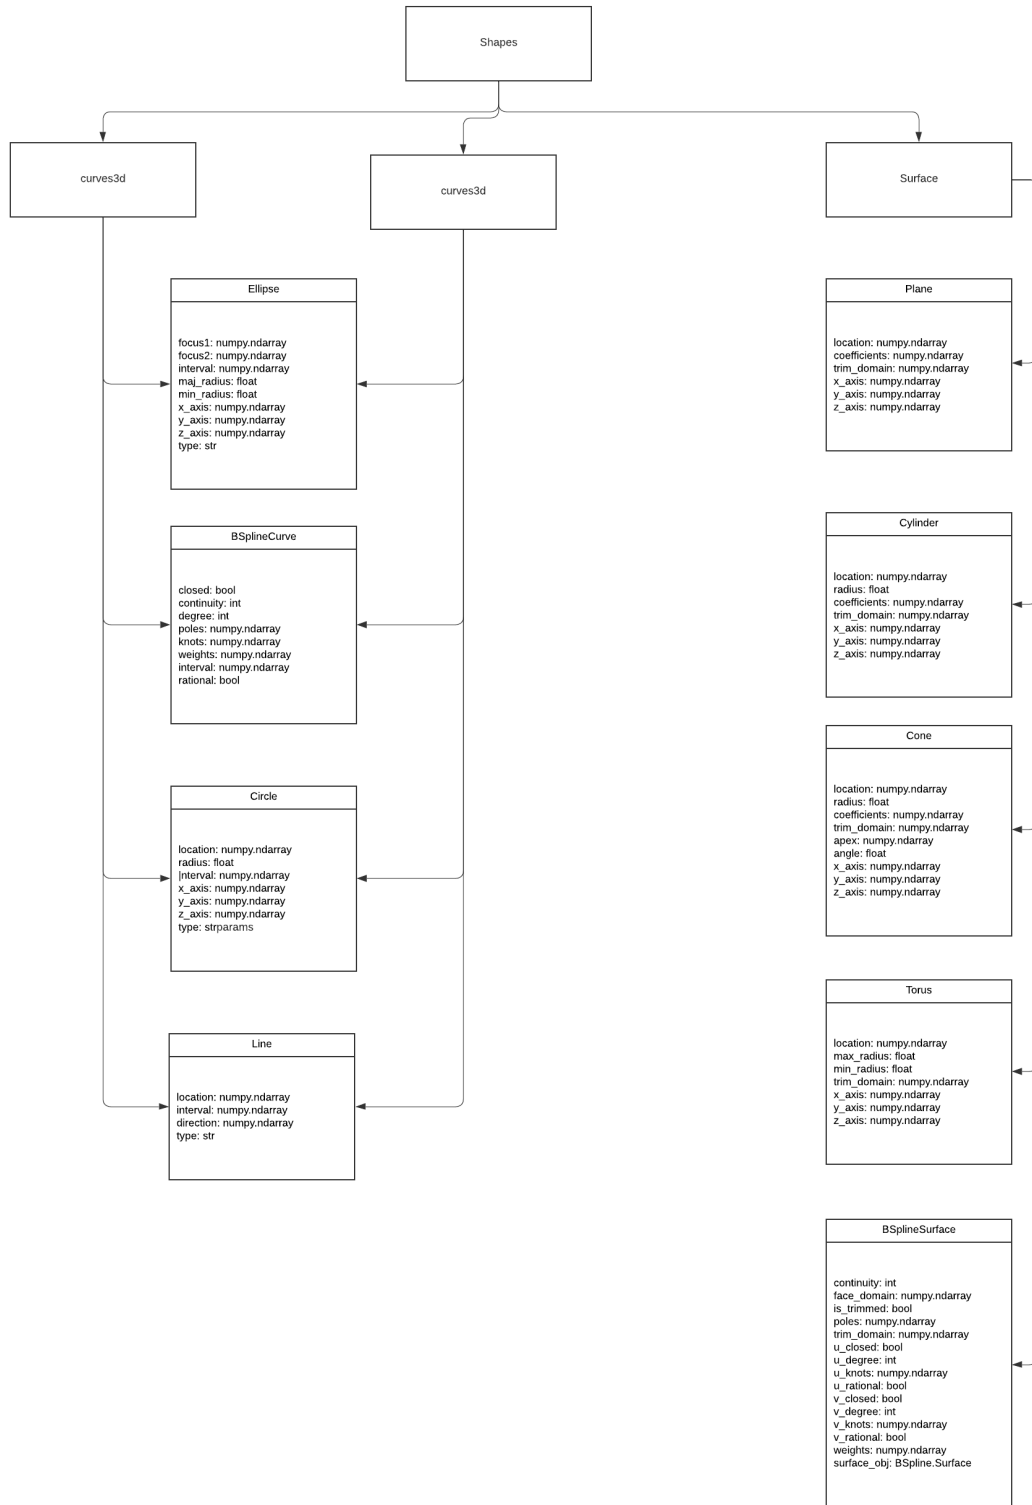 Shapes
curves3d
curves3d
Surface
Ellipse
focus1: numpy.ndarray
focus2: numpy.ndarray
interval: numpy.ndarray
maj_radius: float
min_radius: float
x_axis: numpy.ndarray
y_axis: numpy.ndarray
z_axis: numpy.ndarray
type: str
BSplineCurve
closed: bool
continuity: int
degree: int
poles: numpy.ndarray
knots: numpy.ndarray
weights: numpy.ndarray
interval: numpy.ndarray
rational: bool
Circle
location: numpy.ndarray
radius: float
|nterval: numpy.ndarray
x_axis: numpy.ndarray
y_axis: numpy.ndarray
z_axis: numpy.ndarray
type: strparams
Line
location: numpy.ndarray
interval: numpy.ndarray
direction: numpy.ndarray
type: str
Plane
location: numpy.ndarray
coefficients: numpy.ndarray
trim_domain: numpy.ndarray
x_axis: numpy.ndarray
y_axis: numpy.ndarray
z_axis: numpy.ndarray
Cylinder
location: numpy.ndarray
radius: float
coefficients: numpy.ndarray
trim_domain: numpy.ndarray
x_axis: numpy.ndarray
y_axis: numpy.ndarray
z_axis: numpy.ndarray
Cone
location: numpy.ndarray
radius: float
coefficients: numpy.ndarray
trim_domain: numpy.ndarray
apex: numpy.ndarray
angle: float
x_axis: numpy.ndarray
y_axis: numpy.ndarray
z_axis: numpy.ndarray
Torus
location: numpy.ndarray
max_radius: float
min_radius: float
trim_domain: numpy.ndarray
x_axis: numpy.ndarray
y_axis: numpy.ndarray
z_axis: numpy.ndarray
BSplineSurface
continuity: int
face_domain: numpy.ndarray
is_trimmed: bool
poles: numpy.ndarray
trim_domain: numpy.ndarray
u_closed: bool
u_degree: int
u_knots: numpy.ndarray
u_rational: bool
v_closed: bool
v_degree: int
v_knots: numpy.ndarray
v_rational: bool
weights: numpy.ndarray
surface_obj: BSpline.Surface